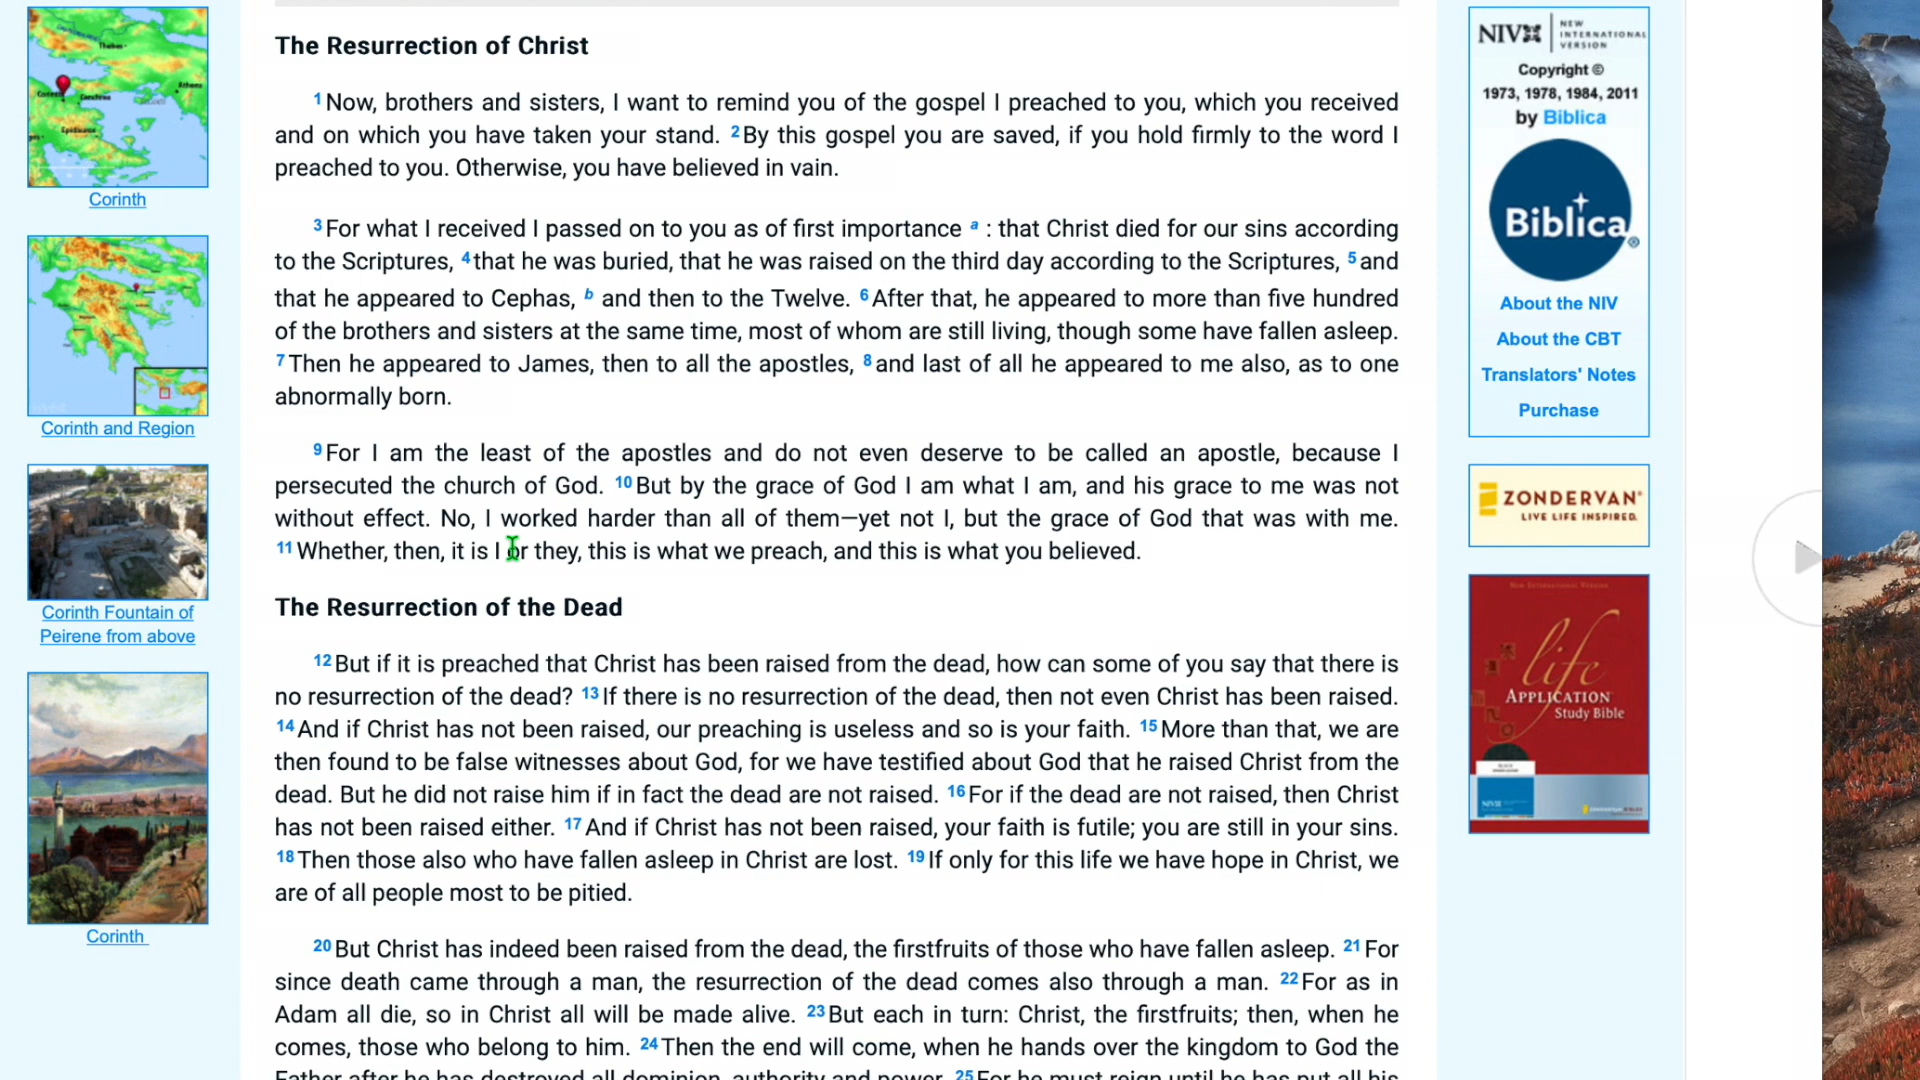 The Resurrection of Christ
1 Now, brothers and sisters, I want to remind you of the gospel I preached to you, which you received
and on which you have taken your stand. 2 By this gospel you are saved, if you hold firmly to the word I
preached to you. Otherwise, you have believed in vain.
3 For what I received I passed on to you as of first importance a : that Christ died for our sins according
to the Scriptures, 4 that he was buried, that he was raised on the third day according to the Scriptures, 5 and
that he appeared to Cephas, b and then to the Twelve. 6 After that, he appeared to more than five hundred
of the brothers and sisters at the same time, most of whom are still living, though some have fallen asleep.
7 Then he appeared to James, then to all the apostles, 8 and last of all he appeared to me also, as to one
abnormally born.
9 For I am the least of the apostles and do not even deserve to be called an apostle, because I
persecuted the church of God. 10 But by the grace of God I am what I am, and his grace to me was not
without effect. No, I worked harder than all of them—yet not I, but the grace of God that was with me.
11 Whether, then, it is I or they, this is what we preach, and this is what you believed.
The Resurrection of the Dead
12 But if it is preached that Christ has been raised from the dead, how can some of you say that there is
no resurrection of the dead? 13 If there is no resurrection of the dead, then not even Christ has been raised.
14 And if Christ has not been raised, our preaching is useless and so is your faith. 15 More than that, we are
then found to be false witnesses about God, for we have testified about God that he raised Christ from the
dead. But he did not raise him if in fact the dead are not raised. 16 For if the dead are not raised, then Christ
has not been raised either. 17 And if Christ has not been raised, your faith is futile; you are still in your sins.
18 Then those also who have fallen asleep in Christ are lost. 19 If only for this life we have hope in Christ, we
are of all people most to be pitied.
20 But Christ has indeed been raised from the dead, the firstfruits of those who have fallen asleep. 21 For
since death came through a man, the resurrection of the dead comes also through a man. 22 For as in
Adam all die, so in Christ all will be made alive. 23 But each in turn: Christ, the firstfruits; then, when he
comes, those who belong to him. 24 Then the end will come, when he hands over the kingdom to God the
Father after he has destroyed all dominion, authority and power. 25 For he must reign until he has put all his
Thebes
Athens
Corinth
Cenchrea
Epidaurus
Corinth
Corinth and Region
Corinth Fountain of
Peirene from above
Corinth
NIV
NEW
INTERNATIONAL
VERSION
Copyright ©
1973, 1978, 1984, 2011
by Biblica
Biblica®
About the NIV
About the CBT
Translators' Notes
Purchase
ZONDERVAN®
LIVE LIFE INSPIRED.
NEW INTERNATIONAL VERSION
life
APPLICATION
Study Bible
NIV